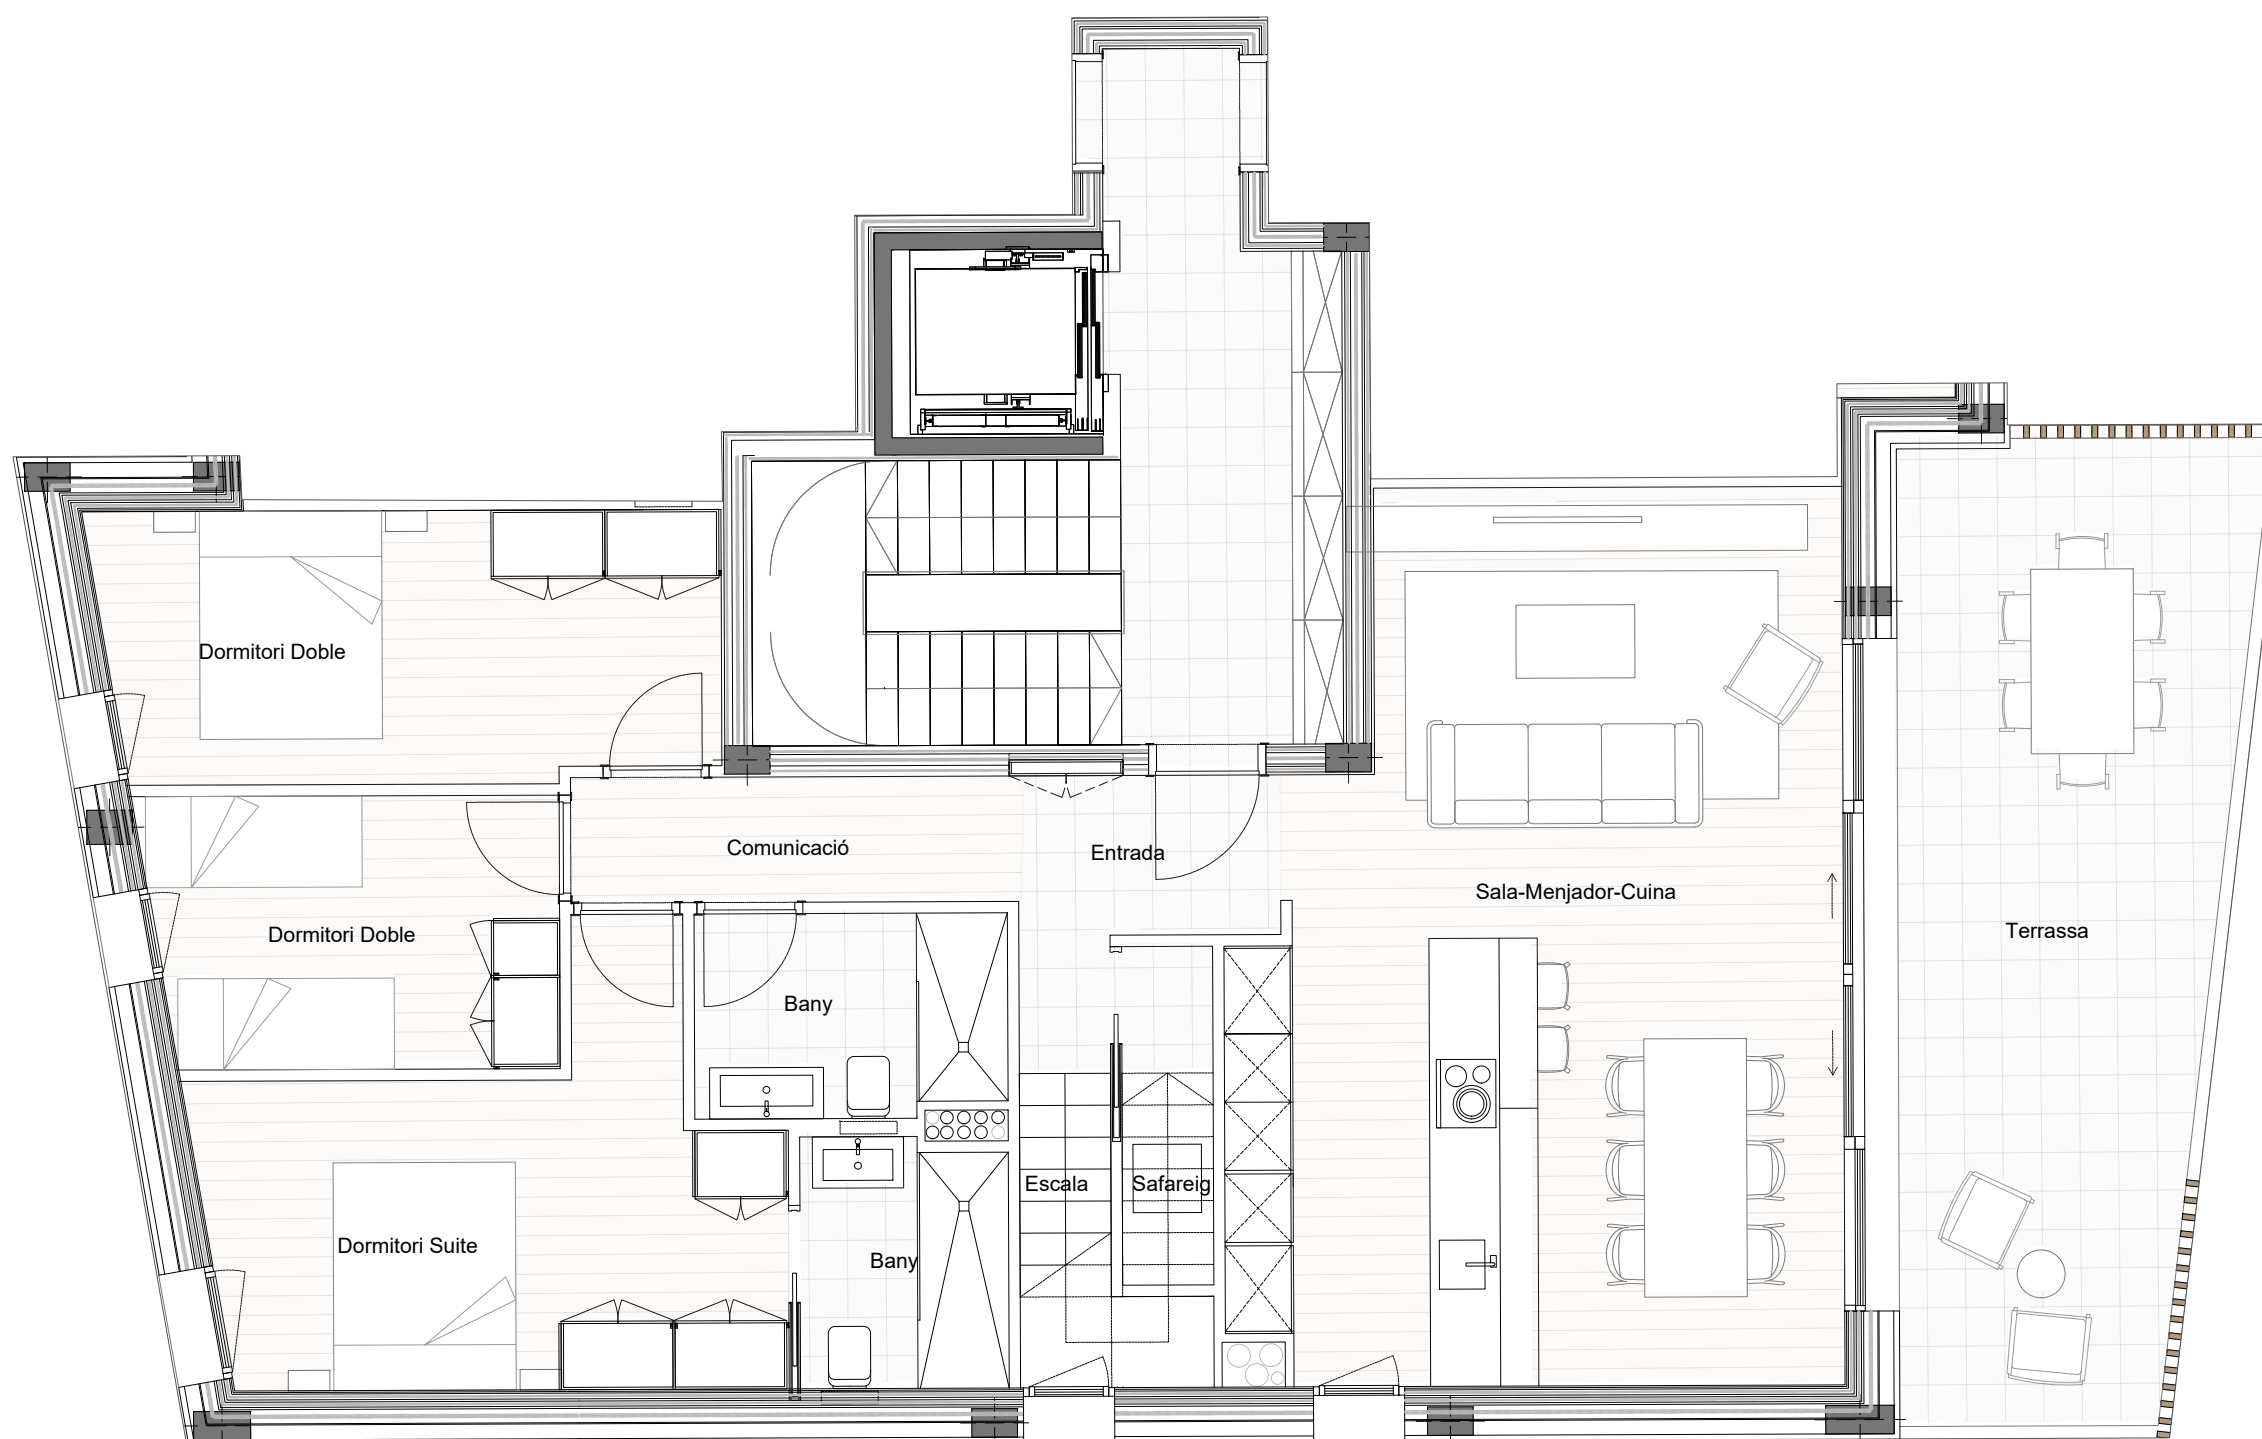 Dormitori Doble
Comunicació
Entrada
Sala-Menjador-Cuina
Terrassa
Dormitori Doble
Bany
Escala
Safareig
Dormitori Suite
Bany